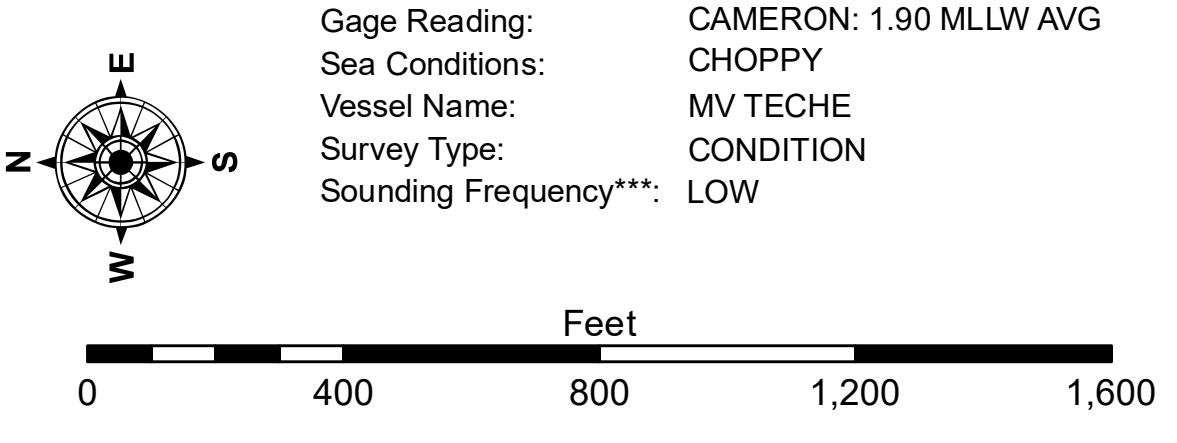 Gage Reading: CAMERON: 1.90 MLLW AVG
Sea Conditions: CHOPPY
Vessel Name: MV TECHE
Survey Type: CONDITION
Sounding Frequency***: LOW
E
N S
W
Feet
0 400 800 1,200 1,600